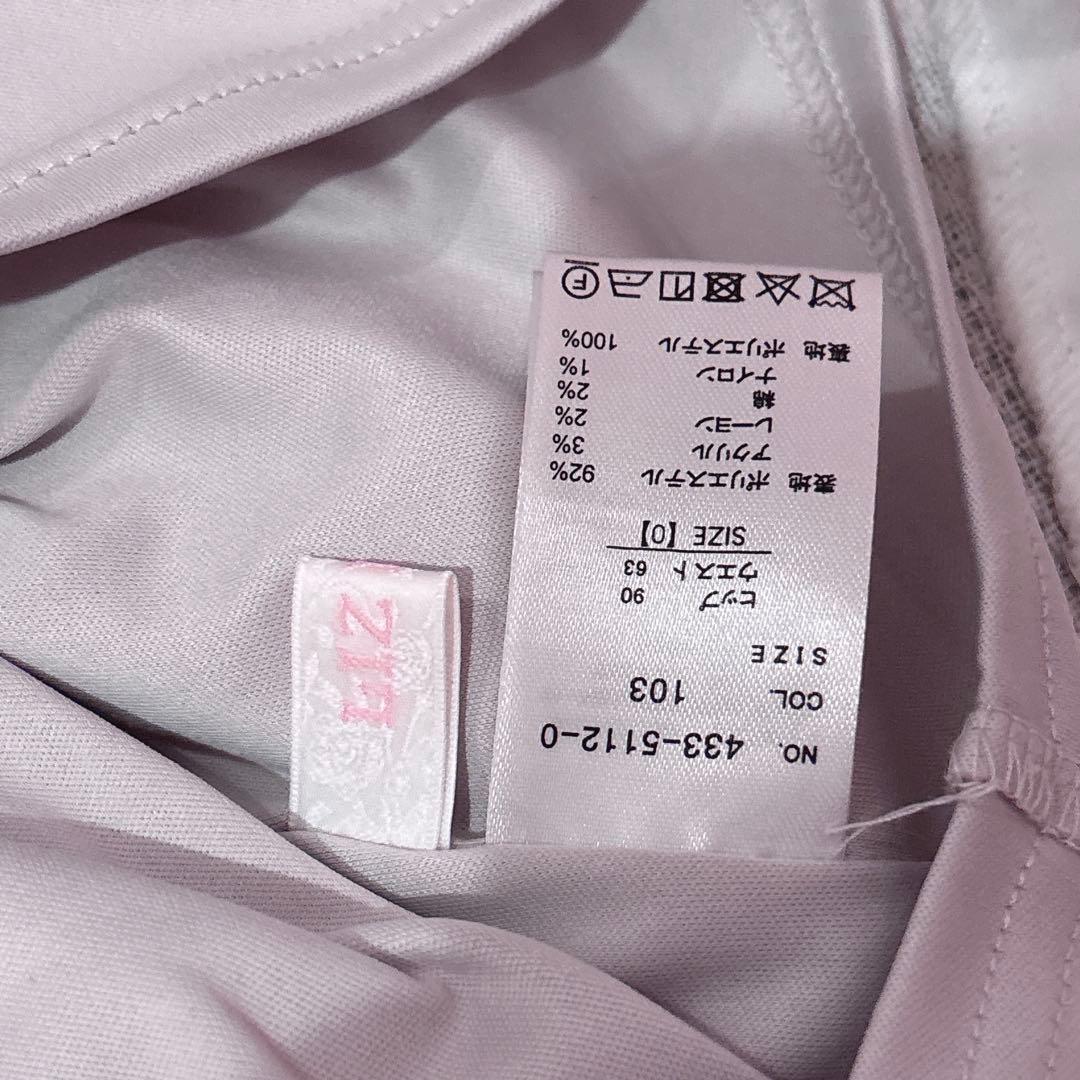 NO. 433-5112-0
COL 103
SIZE
ヒップ 90
ウエスト 63
SIZE【0】
表地 ポリエステル 92%
アクリル 3%
レーヨン 2%
綿 2%
ナイロン 1%
裏地 ポリエステル 100%
F
LIZ